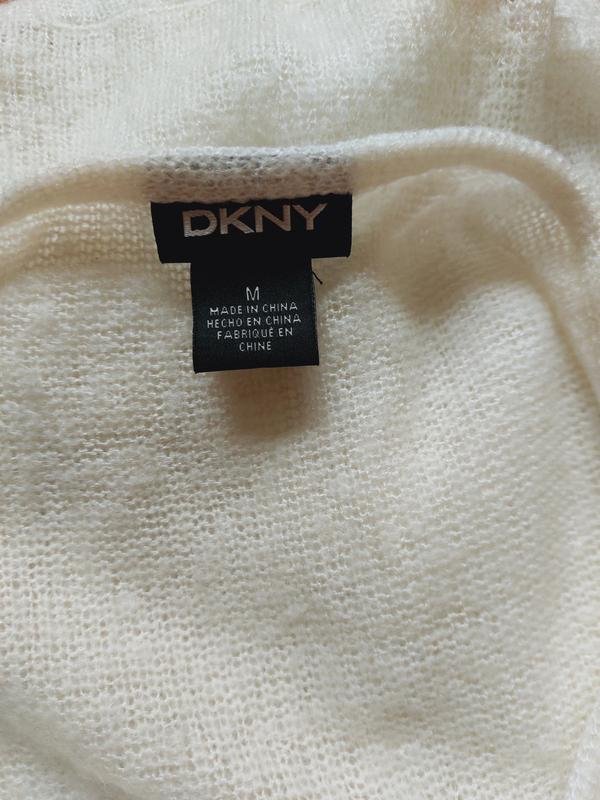 DKNY
M
MADE IN CHINA
HECHO EN CHINA
FABRIQUÉ EN
CHINE